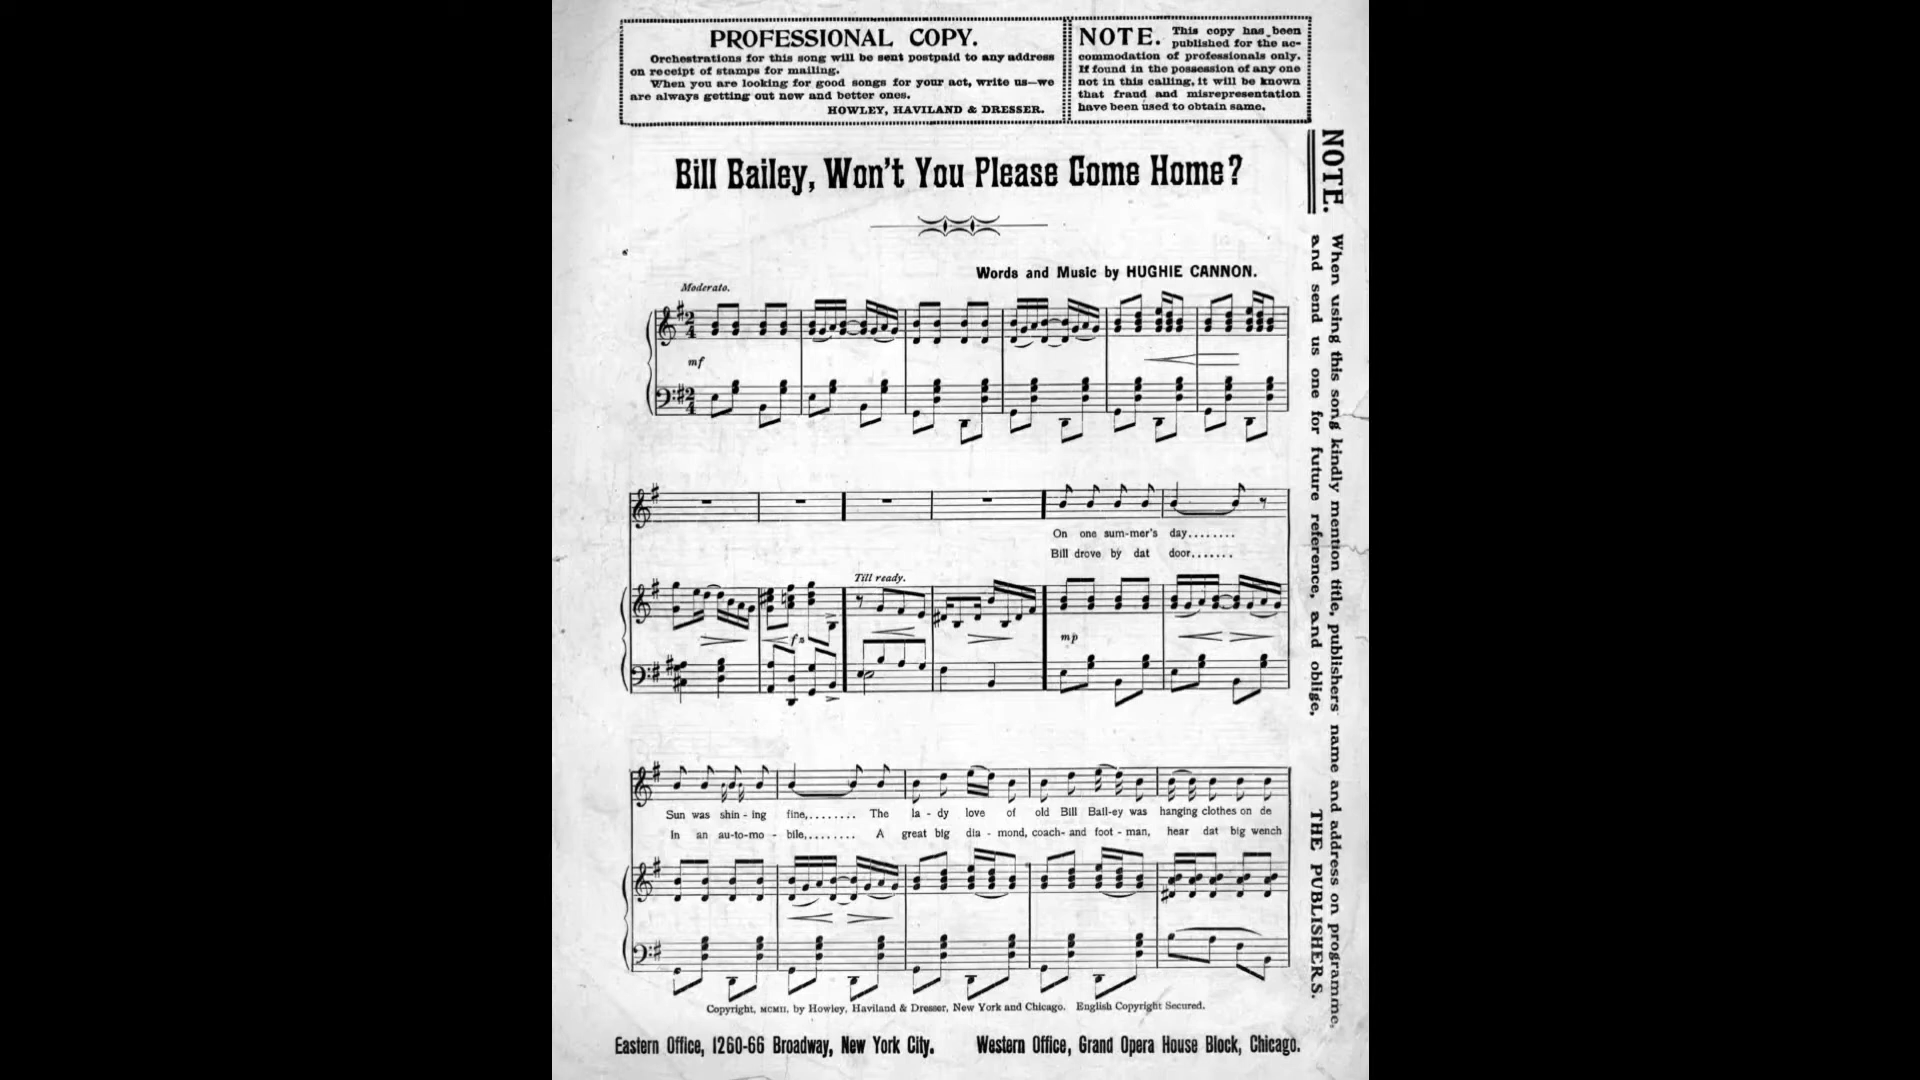 PROFESSIONAL COPY.
Orchestrations for this song will be sent postpaid to any address
on receipt of stamps for mailing.
When you are looking for good songs for your act, write us—we
are always getting out new and better ones.
HOWLEY, HAVILAND & DRESSER.
NOTE. This copy has been
published for the ac-
commodation of professionals only.
If found in the possession of any one
not in this calling, it will be known
that fraud and misrepresentation
have been used to obtain same.
Bill Bailey, Won't You Please Come Home?
Words and Music by HUGHIE CANNON.
Moderato.
mf
On one sum-mer's day........
Bill drove by dat door.......
Till ready.
fz
mp
Sun was shin - ing fine,........ The la - dy love of old Bill Bail-ey was hanging clothes on de
In an au-to-mo - bile,........ A great big dia - mond, coach- and foot - man, hear dat big wench
Copyright, MCMII, by Howley, Haviland & Dresser, New York and Chicago. English Copyright Secured.
Eastern Office, 1260-66 Broadway, New York City. Western Office, Grand Opera House Block, Chicago.
NOTE.
When using this song kindly mention title, publishers' name and address on programme,
and send us one for future reference, and oblige, THE PUBLISHERS.